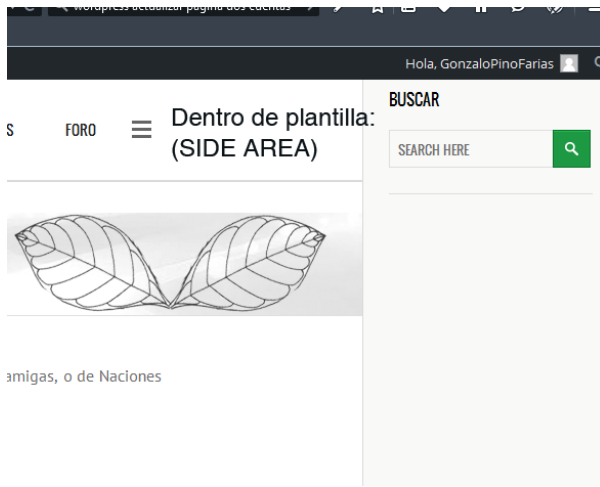 wordpress actualizar pagina dos cuentas
Hola, GonzaloPinoFarias
BUSCAR
S
FORO
Dentro de plantilla:
(SIDE AREA)
SEARCH HERE
amigas, o de Naciones